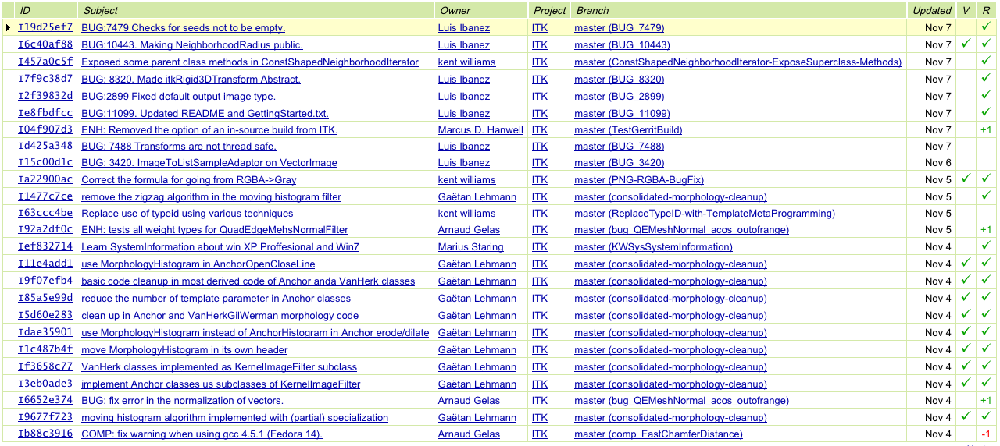 ID Subject Owner Project Branch Updated V R
I19d25ef7 BUG:7479 Checks for seeds not to be empty. Luis Ibanez ITK master (BUG_7479) Nov 7 ✓
I6c40af88 BUG:10443. Making NeighborhoodRadius public. Luis Ibanez ITK master (BUG_10443) Nov 7 ✓ ✓
I457a0c5f Exposed some parent class methods in ConstShapedNeighborhoodIterator kent williams ITK master (ConstShapedNeighborhoodIterator-ExposeSuperclass-Methods) Nov 7 ✓
I7f9c38d7 BUG: 8320. Made itkRigid3DTransform Abstract. Luis Ibanez ITK master (BUG_8320) Nov 7 ✓
I2f39832d BUG:2899 Fixed default output image type. Luis Ibanez ITK master (BUG_2899) Nov 7 ✓
Ie8fbdfcc BUG:11099. Updated README and GettingStarted.txt. Luis Ibanez ITK master (BUG_11099) Nov 7 ✓
I04f907d3 ENH: Removed the option of an in-source build from ITK. Marcus D. Hanwell ITK master (TestGerritBuild) Nov 7 +1
Id425a348 BUG: 7488 Transforms are not thread safe. Luis Ibanez ITK master (BUG_7488) Nov 7
I15c00d1c BUG: 3420. ImageToListSampleAdaptor on VectorImage Luis Ibanez ITK master (BUG_3420) Nov 6
Ia22900ac Correct the formula for going from RGBA->Gray kent williams ITK master (PNG-RGBA-BugFix) Nov 5 ✓ ✓
I1477c7ce remove the zigzag algorithm in the moving histogram filter Gaëtan Lehmann ITK master (consolidated-morphology-cleanup) Nov 5 ✓
I63ccc4be Replace use of typeid using various techniques kent williams ITK master (ReplaceTypeID-with-TemplateMetaProgramming) Nov 5
I92a2df0c ENH: tests all weight types for QuadEdgeMehsNormalFilter Arnaud Gelas ITK master (bug_QEMeshNormal_acos_outofrange) Nov 5 +1
Ief832714 Learn SystemInformation about win XP Proffesional and Win7 Marius Staring ITK master (KWSysSystemInformation) Nov 4 ✓
I11e4add1 use MorphologyHistogram in AnchorOpenCloseLine Gaëtan Lehmann ITK master (consolidated-morphology-cleanup) Nov 4 ✓ ✓
I9f07efb4 basic code cleanup in most derived code of Anchor anda VanHerk classes Gaëtan Lehmann ITK master (consolidated-morphology-cleanup) Nov 4 ✓ ✓
I85a5e99d reduce the number of template parameter in Anchor classes Gaëtan Lehmann ITK master (consolidated-morphology-cleanup) Nov 4 ✓ ✓
I5d60e283 clean up in Anchor and VanHerkGilWerman morphology code Gaëtan Lehmann ITK master (consolidated-morphology-cleanup) Nov 4 ✓ ✓
Idae35901 use MorphologyHistogram instead of AnchorHistogram in Anchor erode/dilate Gaëtan Lehmann ITK master (consolidated-morphology-cleanup) Nov 4 ✓ ✓
I1c487b4f move MorphologyHistogram in its own header Gaëtan Lehmann ITK master (consolidated-morphology-cleanup) Nov 4 ✓ ✓
If3658c77 VanHerk classes implemented as KernelImageFilter subclass Gaëtan Lehmann ITK master (consolidated-morphology-cleanup) Nov 4 ✓ ✓
I3eb0ade3 implement Anchor classes us subclasses of KernelImageFilter Gaëtan Lehmann ITK master (consolidated-morphology-cleanup) Nov 4 ✓ ✓
I6652e374 BUG: fix error in the normalization of vectors. Arnaud Gelas ITK master (bug_QEMeshNormal_acos_outofrange) Nov 4 +1
I9677f723 moving histogram algorithm implemented with (partial) specialization Gaëtan Lehmann ITK master (consolidated-morphology-cleanup) Nov 4 ✓ ✓
Ib88c3916 COMP: fix warning when using gcc 4.5.1 (Fedora 14). Arnaud Gelas ITK master (comp_FastChamferDistance) Nov 4 -1